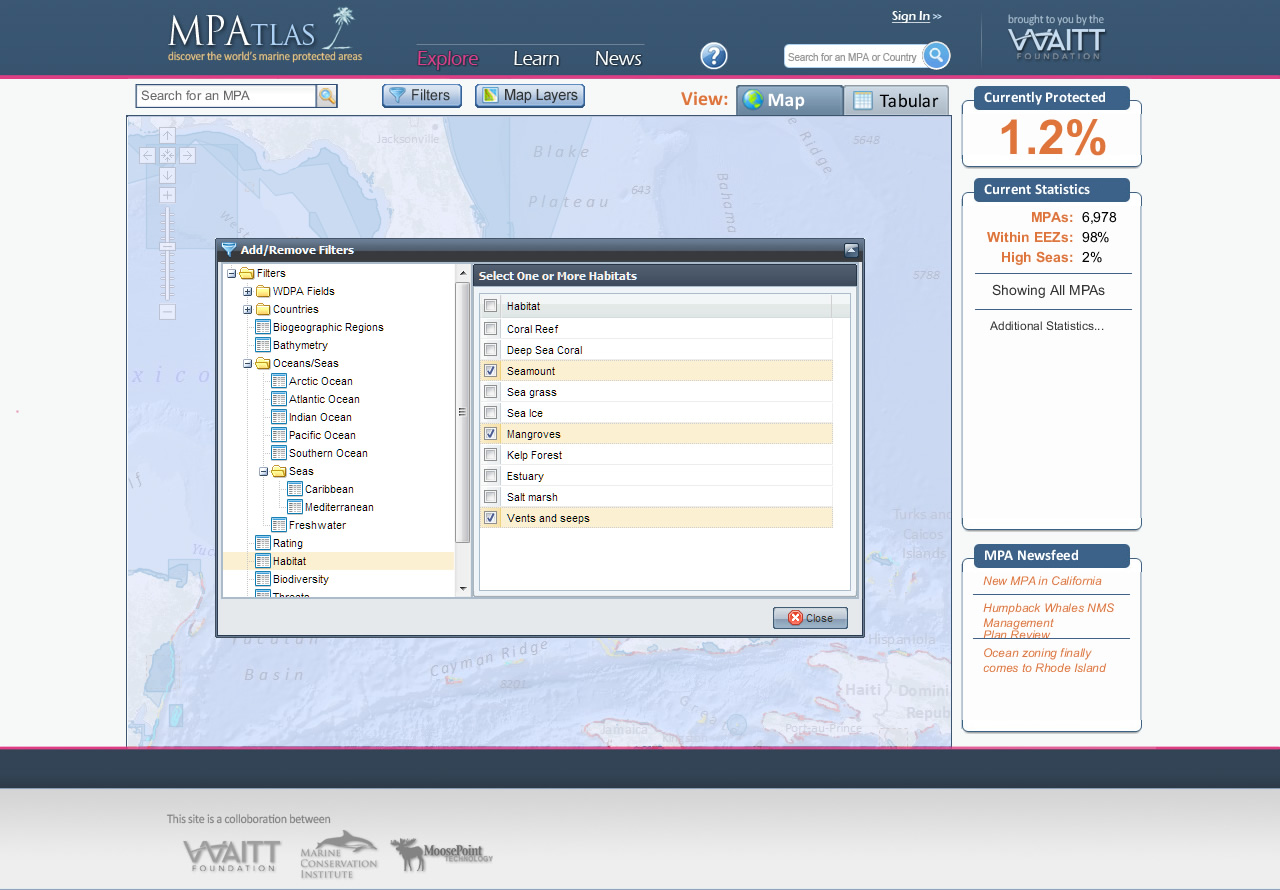 MPATLAS
discover the world's marine protected areas
Explore
Learn
News
?
Sign In >>
Search for an MPA or Country
brought to you by the
WAITT
FOUNDATION
Search for an MPA
Filters
Map Layers
View:
Map
Tabular
Jacksonville
Blake
Plateau
643
Bahama
Ridge
5648
5788
West
xico
Add/Remove Filters
Filters
WDPA Fields
Countries
Biogeographic Regions
Bathymetry
Oceans/Seas
Arctic Ocean
Atlantic Ocean
Indian Ocean
Pacific Ocean
Southern Ocean
Seas
Caribbean
Mediterranean
Freshwater
Rating
Habitat
Biodiversity
Threats
Select One or More Habitats
Habitat
Coral Reef
Deep Sea Coral
Seamount
Sea grass
Sea Ice
Mangroves
Kelp Forest
Estuary
Salt marsh
Vents and seeps
Close
Turks and
Caicos
Islands
Yuc
Yucatan
Basin
Cayman Ridge
8201
Hispaniola
Haiti
Domini
Repub
Port-au-Prince
Jamaica
Kingston
Currently Protected
1.2%
Current Statistics
MPAs: 6,978
Within EEZs: 98%
High Seas: 2%
Showing All MPAs
Additional Statistics...
MPA Newsfeed
New MPA in California
Humpback Whales NMS
Management
Plan Review
Ocean zoning finally
comes to Rhode Island
This site is a colloboration between
WAITT
FOUNDATION
MARINE
CONSERVATION
INSTITUTE
MoosePoint
TECHNOLOGY